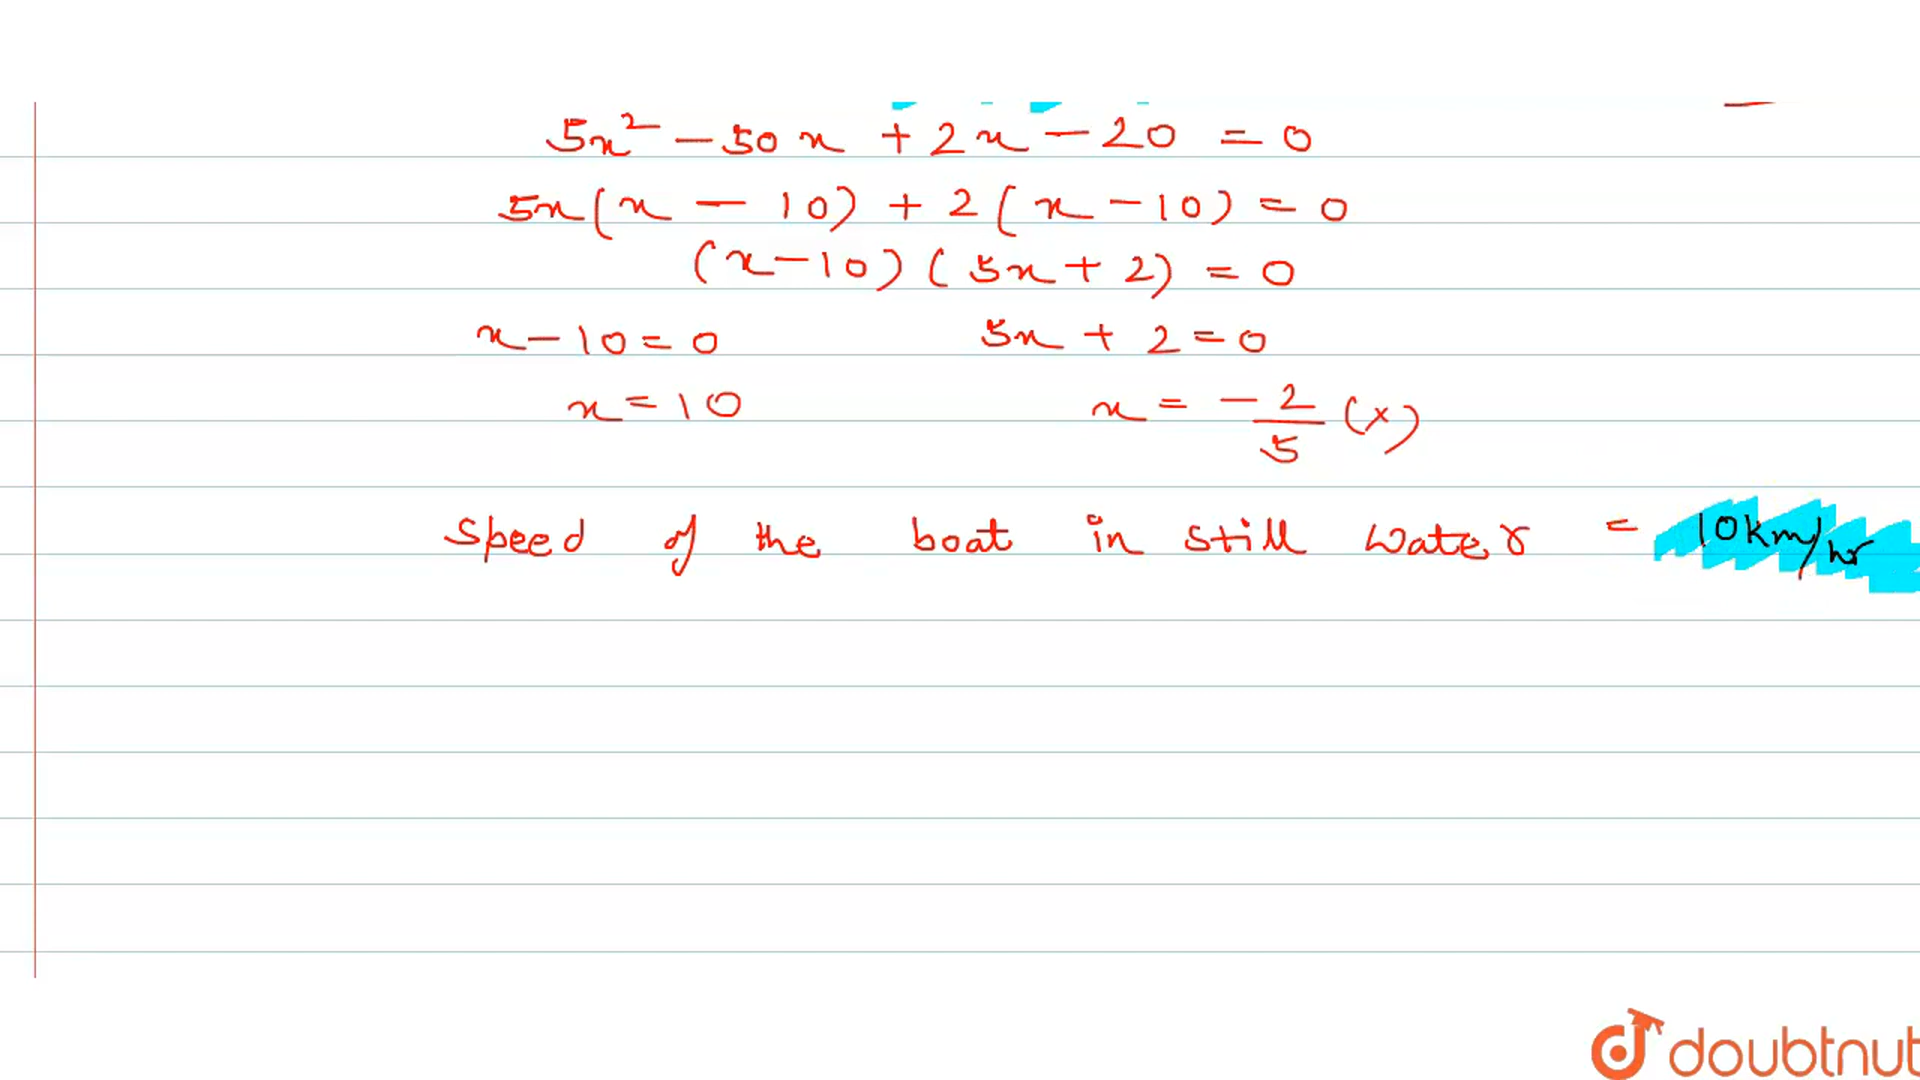 5x² - 50x + 2x - 20 = 0
5x(x - 10) + 2(x - 10) = 0
(x - 10)(5x + 2) = 0
x - 10 = 0 5x + 2 = 0
x = 10 x = -2/5 (×)
Speed of the boat in still water = 10km/hr
doubtnut